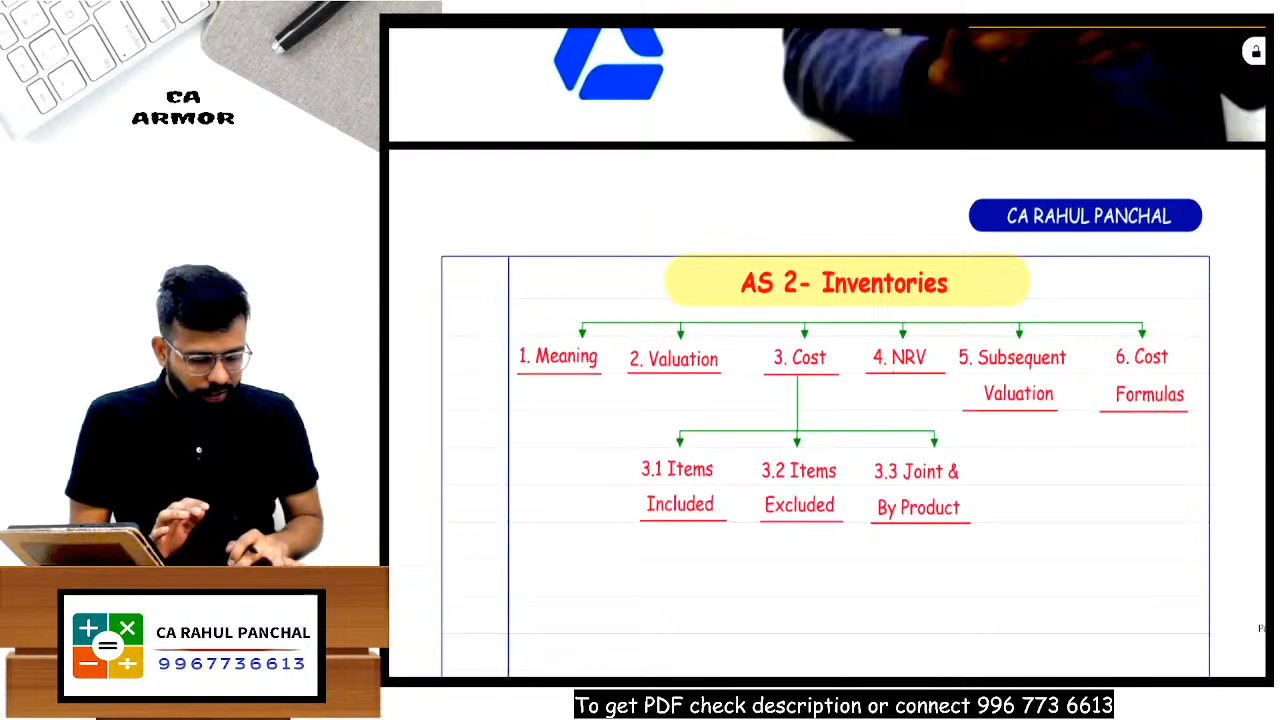 CA
ARMOR
CA RAHUL PANCHAL
AS 2- Inventories
1. Meaning
2. Valuation
3. Cost
4. NRV
5. Subsequent
Valuation
6. Cost
Formulas
3.1 Items
Included
3.2 Items
Excluded
3.3 Joint &
By Product
CA RAHUL PANCHAL
9967736613
To get PDF check description or connect 996 773 6613